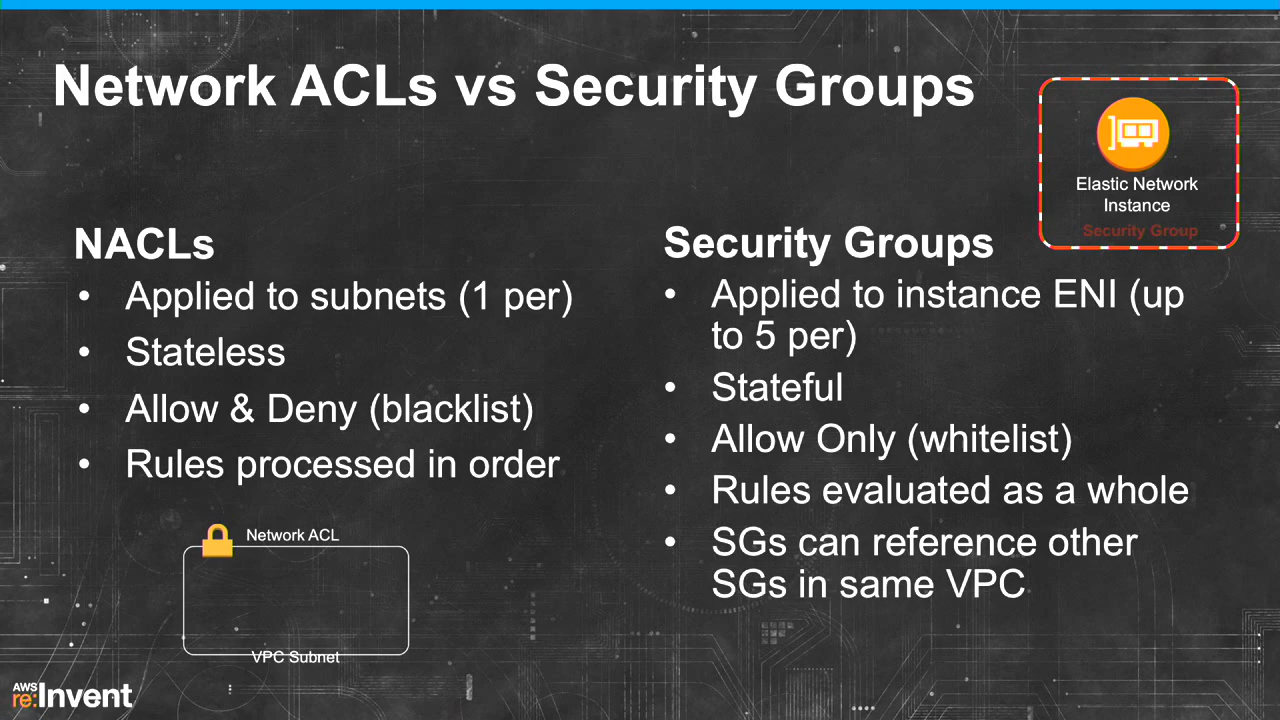 Network ACLs vs Security Groups
Elastic Network
Instance
Security Group
NACLs
• Applied to subnets (1 per)
• Stateless
• Allow & Deny (blacklist)
• Rules processed in order
Network ACL
VPC Subnet
Security Groups
• Applied to instance ENI (up
to 5 per)
• Stateful
• Allow Only (whitelist)
• Rules evaluated as a whole
• SGs can reference other
SGs in same VPC
AWS
re:Invent